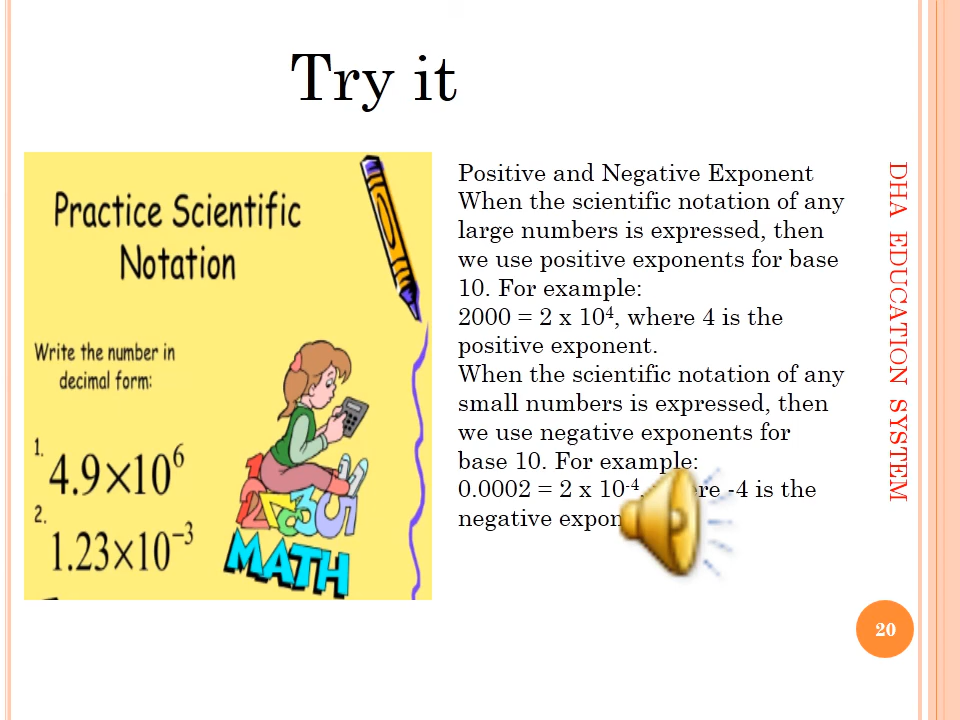 Try it
Practice Scientific
Notation
Write the number in
decimal form:
1.
4.9×10⁶
2.
1.23×10⁻³
MATH
Positive and Negative Exponent
When the scientific notation of any
large numbers is expressed, then
we use positive exponents for base
10. For example:
2000 = 2 x 10⁴, where 4 is the
positive exponent.
When the scientific notation of any
small numbers is expressed, then
we use negative exponents for
base 10. For example:
0.0002 = 2 x 10⁻⁴, -4 is the
negative
DHA EDUCATION SYSTEM
20